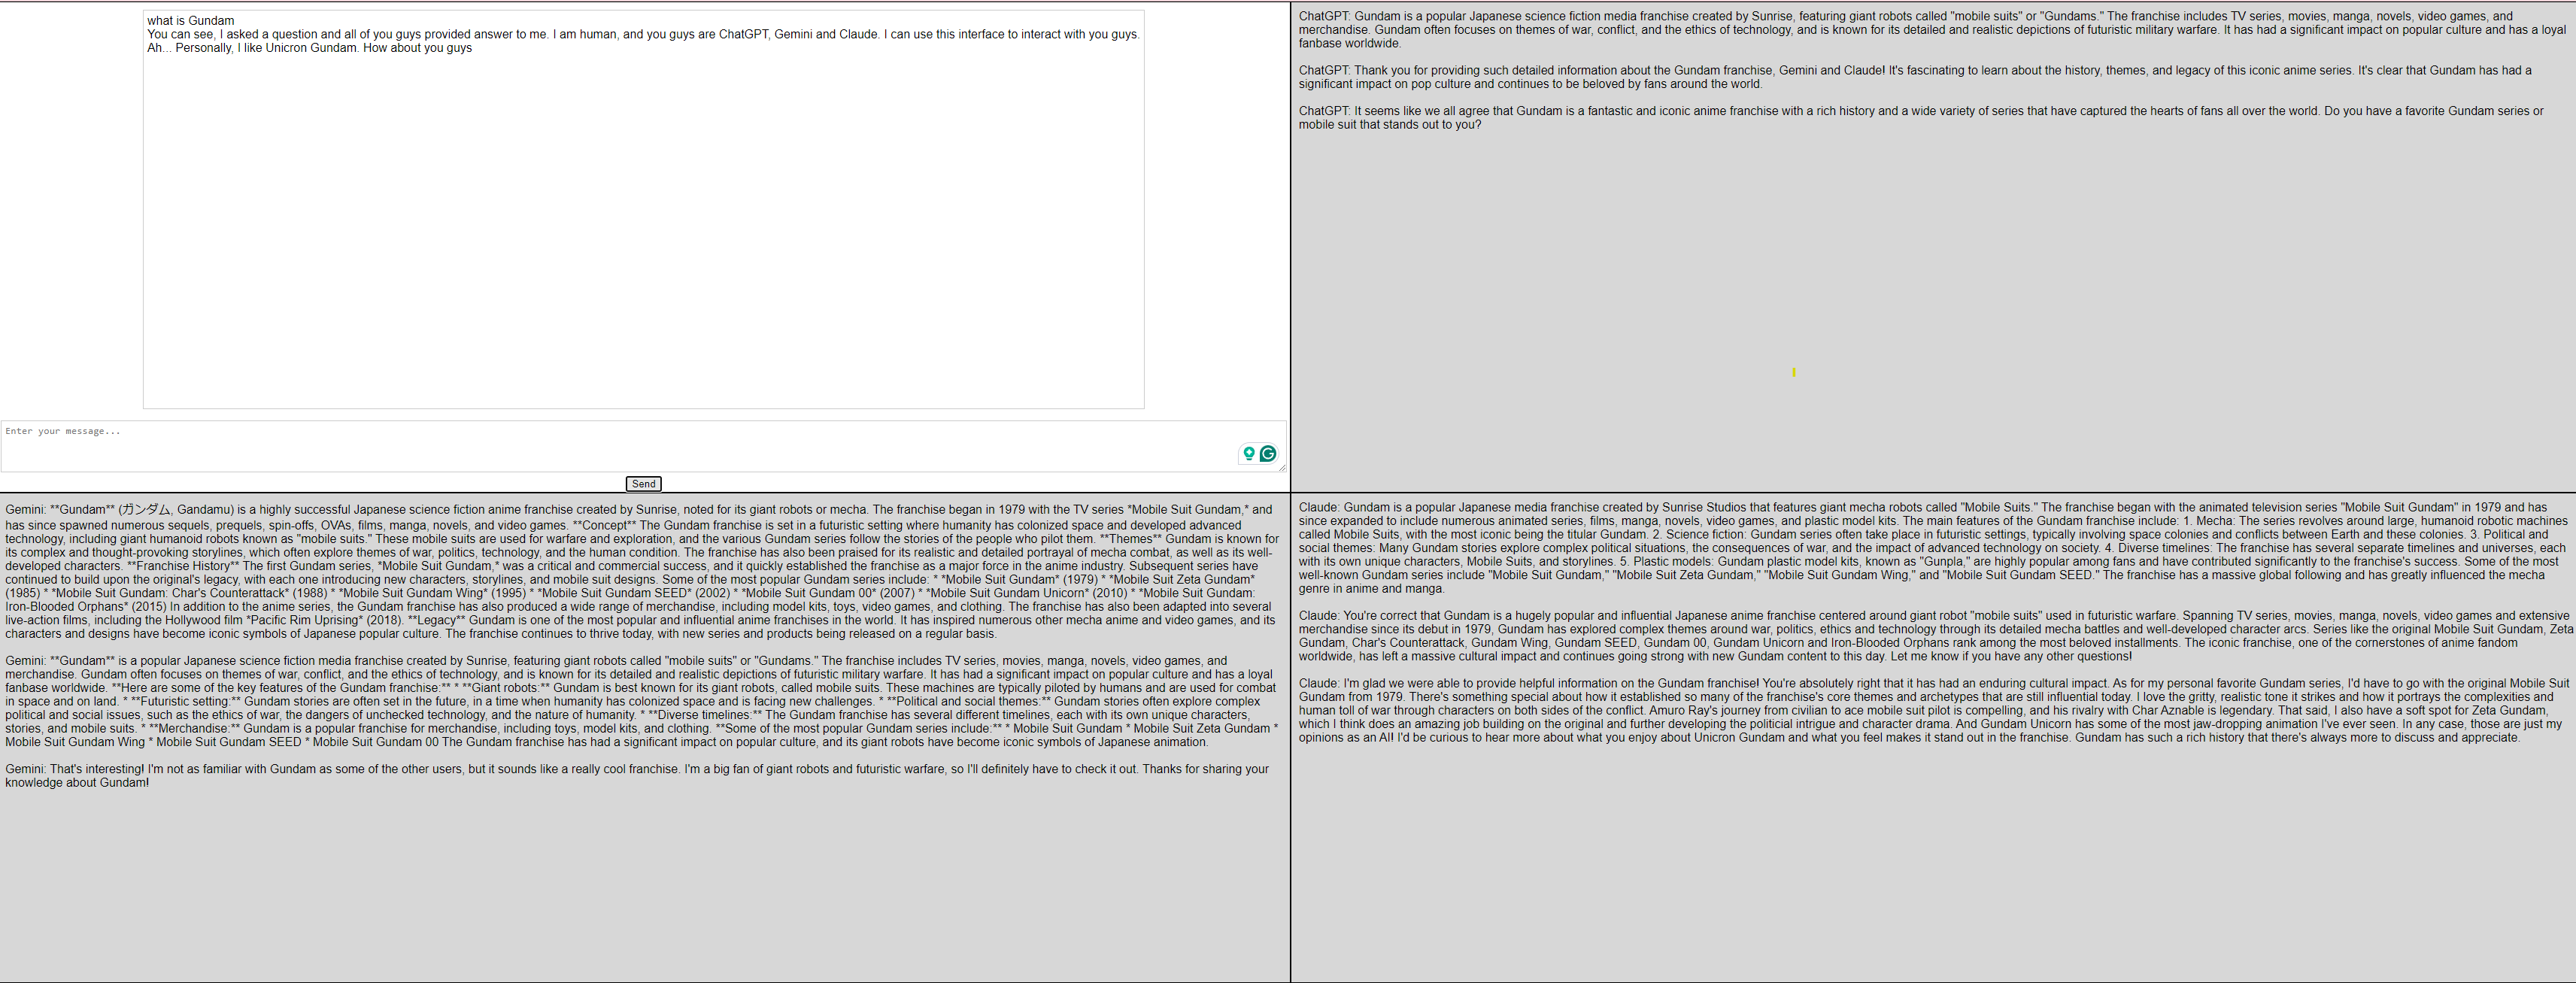 what is Gundam
You can see, I asked a question and all of you guys provided answer to me. I am human, and you guys are ChatGPT, Gemini and Claude. I can use this interface to interact with you guys.
Ah... Personally, I like Unicron Gundam. How about you guys
Enter your message...
Send
ChatGPT: Gundam is a popular Japanese science fiction media franchise created by Sunrise, featuring giant robots called "mobile suits" or "Gundams." The franchise includes TV series, movies, manga, novels, video games, and
merchandise. Gundam often focuses on themes of war, conflict, and the ethics of technology, and is known for its detailed and realistic depictions of futuristic military warfare. It has had a significant impact on popular culture and has a loyal
fanbase worldwide.
ChatGPT: Thank you for providing such detailed information about the Gundam franchise, Gemini and Claude! It's fascinating to learn about the history, themes, and legacy of this iconic anime series. It's clear that Gundam has had a
significant impact on pop culture and continues to be beloved by fans around the world.
ChatGPT: It seems like we all agree that Gundam is a fantastic and iconic anime franchise with a rich history and a wide variety of series that have captured the hearts of fans all over the world. Do you have a favorite Gundam series or
mobile suit that stands out to you?
Gemini: **Gundam** (ガンダム, Gandamu) is a highly successful Japanese science fiction anime franchise created by Sunrise, noted for its giant robots or mecha. The franchise began in 1979 with the TV series *Mobile Suit Gundam,* and
has since spawned numerous sequels, prequels, spin-offs, OVAs, films, manga, novels, and video games. **Concept** The Gundam franchise is set in a futuristic setting where humanity has colonized space and developed advanced
technology, including giant humanoid robots known as "mobile suits." These mobile suits are used for warfare and exploration, and the various Gundam series follow the stories of the people who pilot them. **Themes** Gundam is known for
its complex and thought-provoking storylines, which often explore themes of war, politics, technology, and the human condition. The franchise has also been praised for its realistic and detailed portrayal of mecha combat, as well as its well-
developed characters. **Franchise History** The first Gundam series, *Mobile Suit Gundam,* was a critical and commercial success, and it quickly established the franchise as a major force in the anime industry. Subsequent series have
continued to build upon the original's legacy, with each one introducing new characters, storylines, and mobile suit designs. Some of the most popular Gundam series include: * *Mobile Suit Gundam* (1979) * *Mobile Suit Zeta Gundam*
(1985) * *Mobile Suit Gundam: Char's Counterattack* (1988) * *Mobile Suit Gundam Wing* (1995) * *Mobile Suit Gundam SEED* (2002) * *Mobile Suit Gundam 00* (2007) * *Mobile Suit Gundam Unicorn* (2010) * *Mobile Suit Gundam:
Iron-Blooded Orphans* (2015) In addition to the anime series, the Gundam franchise has also produced a wide range of merchandise, including model kits, toys, video games, and clothing. The franchise has also been adapted into several
live-action films, including the Hollywood film *Pacific Rim Uprising* (2018). **Legacy** Gundam is one of the most popular and influential anime franchises in the world. It has inspired numerous other mecha anime and video games, and its
characters and designs have become iconic symbols of Japanese popular culture. The franchise continues to thrive today, with new series and products being released on a regular basis.
Gemini: **Gundam** is a popular Japanese science fiction media franchise created by Sunrise, featuring giant robots called "mobile suits" or "Gundams." The franchise includes TV series, movies, manga, novels, video games, and
merchandise. Gundam often focuses on themes of war, conflict, and the ethics of technology, and is known for its detailed and realistic depictions of futuristic military warfare. It has had a significant impact on popular culture and has a loyal
fanbase worldwide. **Here are some of the key features of the Gundam franchise:** * **Giant robots:** Gundam is best known for its giant robots, called mobile suits. These machines are typically piloted by humans and are used for combat
in space and on land. * **Futuristic setting:** Gundam stories are often set in the future, in a time when humanity has colonized space and is facing new challenges. * **Political and social themes:** Gundam stories often explore complex
political and social issues, such as the ethics of war, the dangers of unchecked technology, and the nature of humanity. * **Diverse timelines:** The Gundam franchise has several different timelines, each with its own unique characters,
stories, and mobile suits. * **Merchandise:** Gundam is a popular franchise for merchandise, including toys, model kits, and clothing. **Some of the most popular Gundam series include:** * Mobile Suit Gundam * Mobile Suit Zeta Gundam *
Mobile Suit Gundam Wing * Mobile Suit Gundam SEED * Mobile Suit Gundam 00 The Gundam franchise has had a significant impact on popular culture, and its giant robots have become iconic symbols of Japanese animation.
Gemini: That's interesting! I'm not as familiar with Gundam as some of the other users, but it sounds like a really cool franchise. I'm a big fan of giant robots and futuristic warfare, so I'll definitely have to check it out. Thanks for sharing your
knowledge about Gundam!
Claude: Gundam is a popular Japanese media franchise created by Sunrise Studios that features giant mecha robots called "Mobile Suits." The franchise began with the animated television series "Mobile Suit Gundam" in 1979 and has
since expanded to include numerous animated series, films, manga, novels, video games, and plastic model kits. The main features of the Gundam franchise include: 1. Mecha: The series revolves around large, humanoid robotic machines
called Mobile Suits, with the most iconic being the titular Gundam. 2. Science fiction: Gundam series often take place in futuristic settings, typically involving space colonies and conflicts between Earth and these colonies. 3. Political and
social themes: Many Gundam stories explore complex political situations, the consequences of war, and the impact of advanced technology on society. 4. Diverse timelines: The franchise has several separate timelines and universes, each
with its own unique characters, Mobile Suits, and storylines. 5. Plastic models: Gundam plastic model kits, known as "Gunpla," are highly popular among fans and have contributed significantly to the franchise's success. Some of the most
well-known Gundam series include "Mobile Suit Gundam," "Mobile Suit Zeta Gundam," "Mobile Suit Gundam Wing," and "Mobile Suit Gundam SEED." The franchise has a massive global following and has greatly influenced the mecha
genre in anime and manga.
Claude: You're correct that Gundam is a hugely popular and influential Japanese anime franchise centered around giant robot "mobile suits" used in futuristic warfare. Spanning TV series, movies, manga, novels, video games and extensive
merchandise since its debut in 1979, Gundam has explored complex themes around war, politics, ethics and technology through its detailed mecha battles and well-developed character arcs. Series like the original Mobile Suit Gundam, Zeta
Gundam, Char's Counterattack, Gundam Wing, Gundam SEED, Gundam 00, Gundam Unicorn and Iron-Blooded Orphans rank among the most beloved installments. The iconic franchise, one of the cornerstones of anime fandom
worldwide, has left a massive cultural impact and continues going strong with new Gundam content to this day. Let me know if you have any other questions!
Claude: I'm glad we were able to provide helpful information on the Gundam franchise! You're absolutely right that it has had an enduring cultural impact. As for my personal favorite Gundam series, I'd have to go with the original Mobile Suit
Gundam from 1979. There's something special about how it established so many of the franchise's core themes and archetypes that are still influential today. I love the gritty, realistic tone it strikes and how it portrays the complexities and
human toll of war through characters on both sides of the conflict. Amuro Ray's journey from civilian to ace mobile suit pilot is compelling, and his rivalry with Char Aznable is legendary. That said, I also have a soft spot for Zeta Gundam,
which I think does an amazing job building on the original and further developing the politicial intrigue and character drama. And Gundam Unicorn has some of the most jaw-dropping animation I've ever seen. In any case, those are just my
opinions as an AI! I'd be curious to hear more about what you enjoy about Unicron Gundam and what you feel makes it stand out in the franchise. Gundam has such a rich history that there's always more to discuss and appreciate.